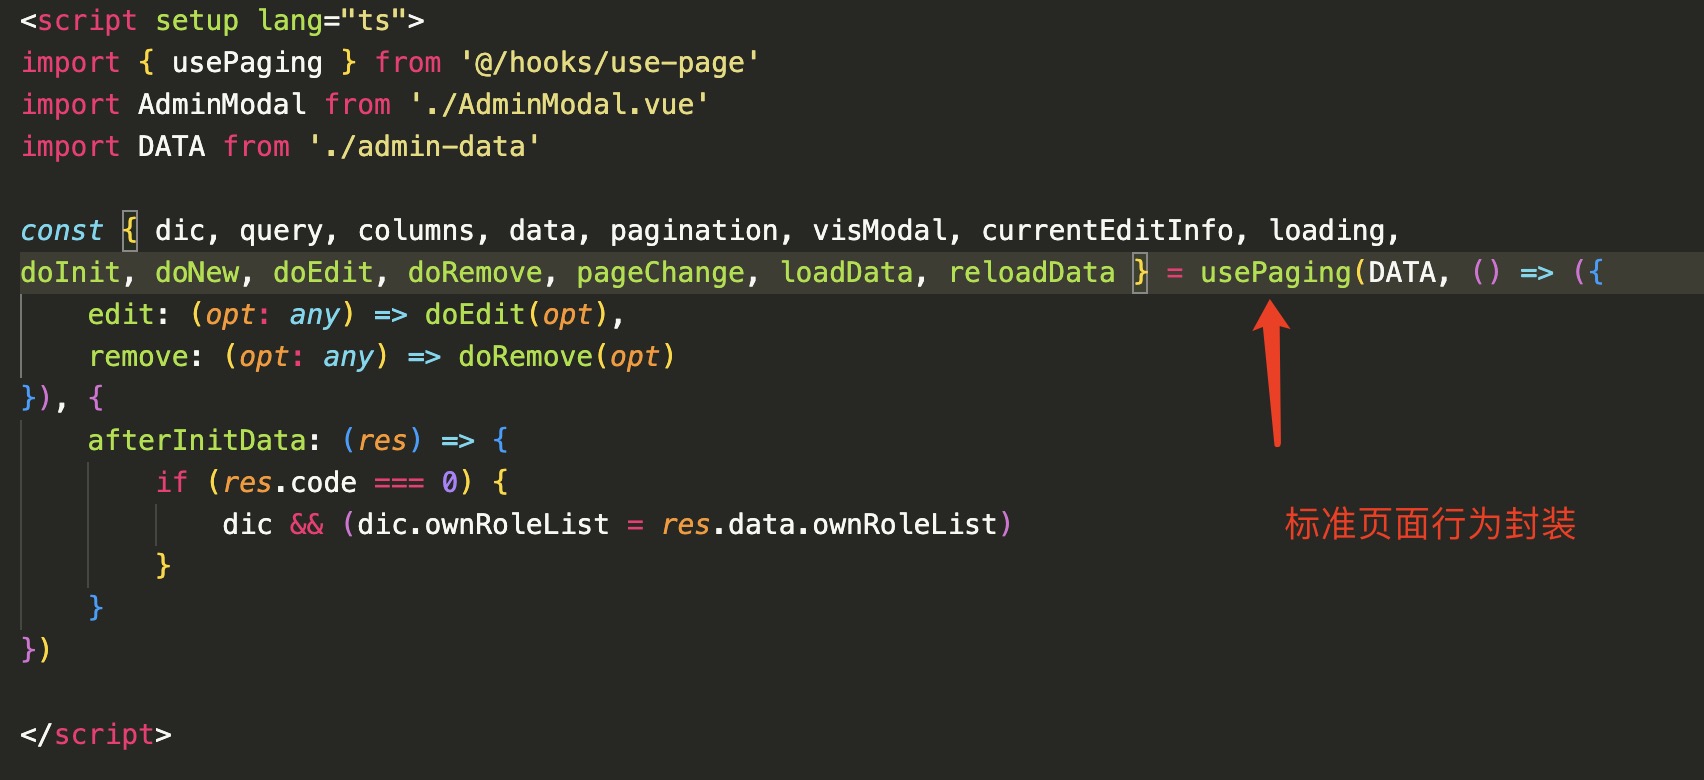 <script setup lang="ts">
import { usePaging } from '@/hooks/use-page'
import AdminModal from './AdminModal.vue'
import DATA from './admin-data'
const { dic, query, columns, data, pagination, visModal, currentEditInfo, loading,
doInit, doNew, doEdit, doRemove, pageChange, loadData, reloadData } = usePaging(DATA, () => ({
    edit: (opt: any) => doEdit(opt),
    remove: (opt: any) => doRemove(opt)
}), {
    afterInitData: (res) => {
        if (res.code === 0) {
            dic && (dic.ownRoleList = res.data.ownRoleList)
        }
    }
})
</script>
标准页面行为封装